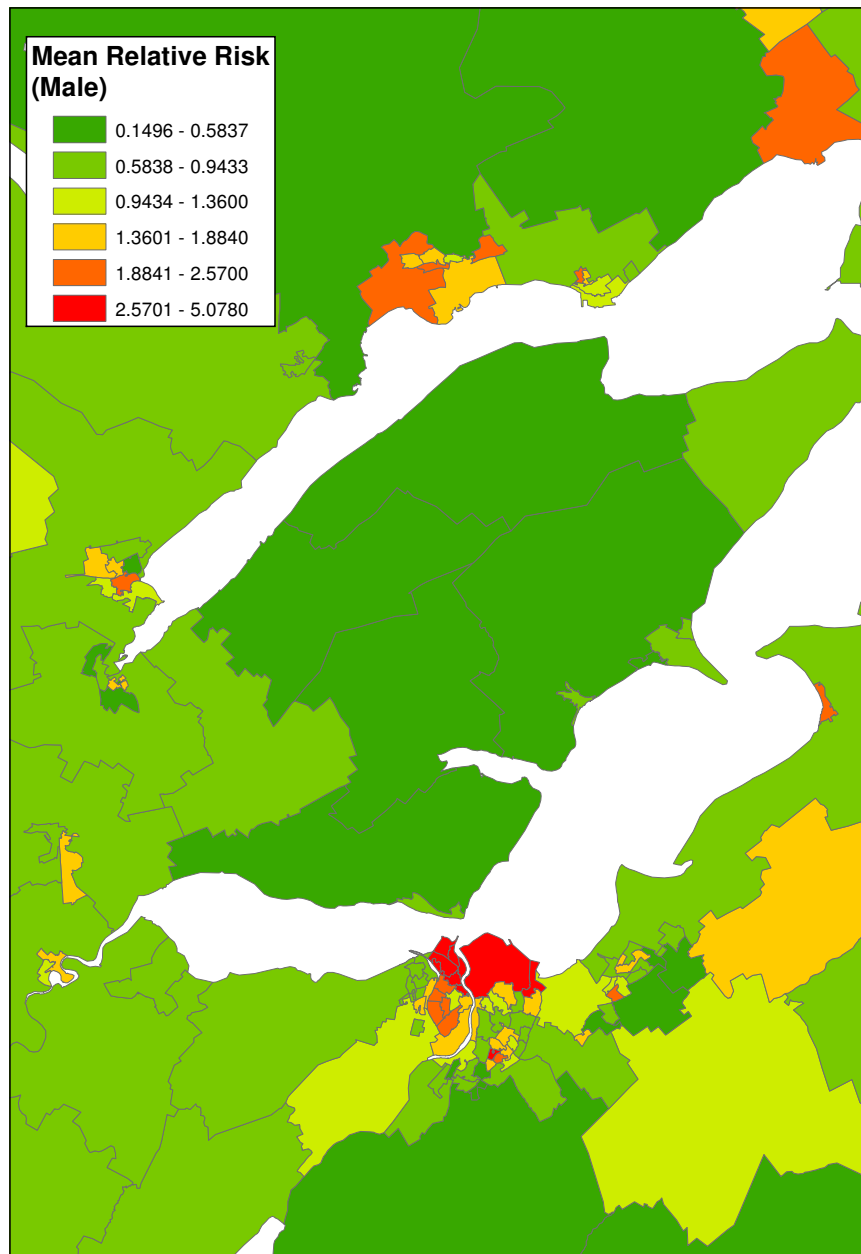 Mean Relative Risk
(Male)
0.1496 - 0.5837
0.5838 - 0.9433
0.9434 - 1.3600
1.3601 - 1.8840
1.8841 - 2.5700
2.5701 - 5.0780